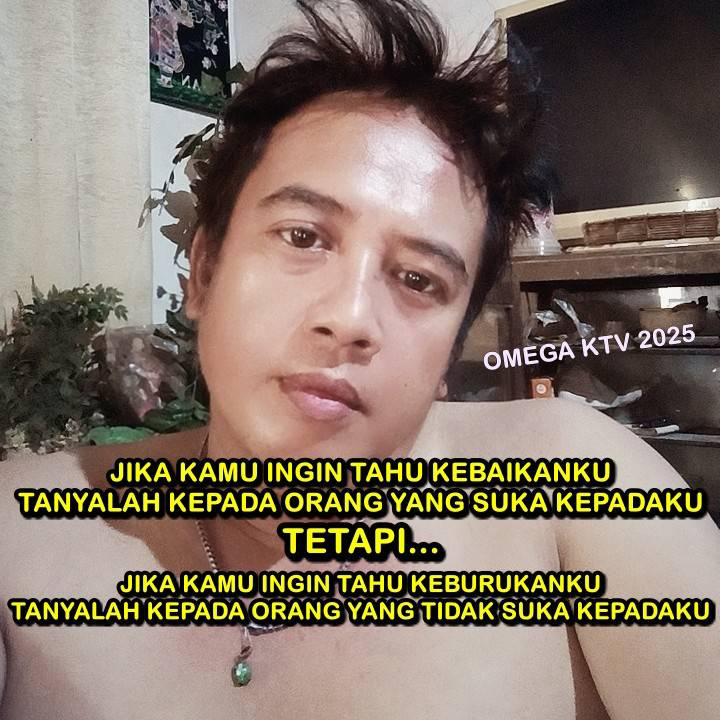 OMEGA KTV 2025
JIKA KAMU INGIN TAHU KEBAIKANKU
TANYALAH KEPADA ORANG YANG SUKA KEPADAKU
TETAPI...
JIKA KAMU INGIN TAHU KEBURUKANKU
TANYALAH KEPADA ORANG YANG TIDAK SUKA KEPADAKU